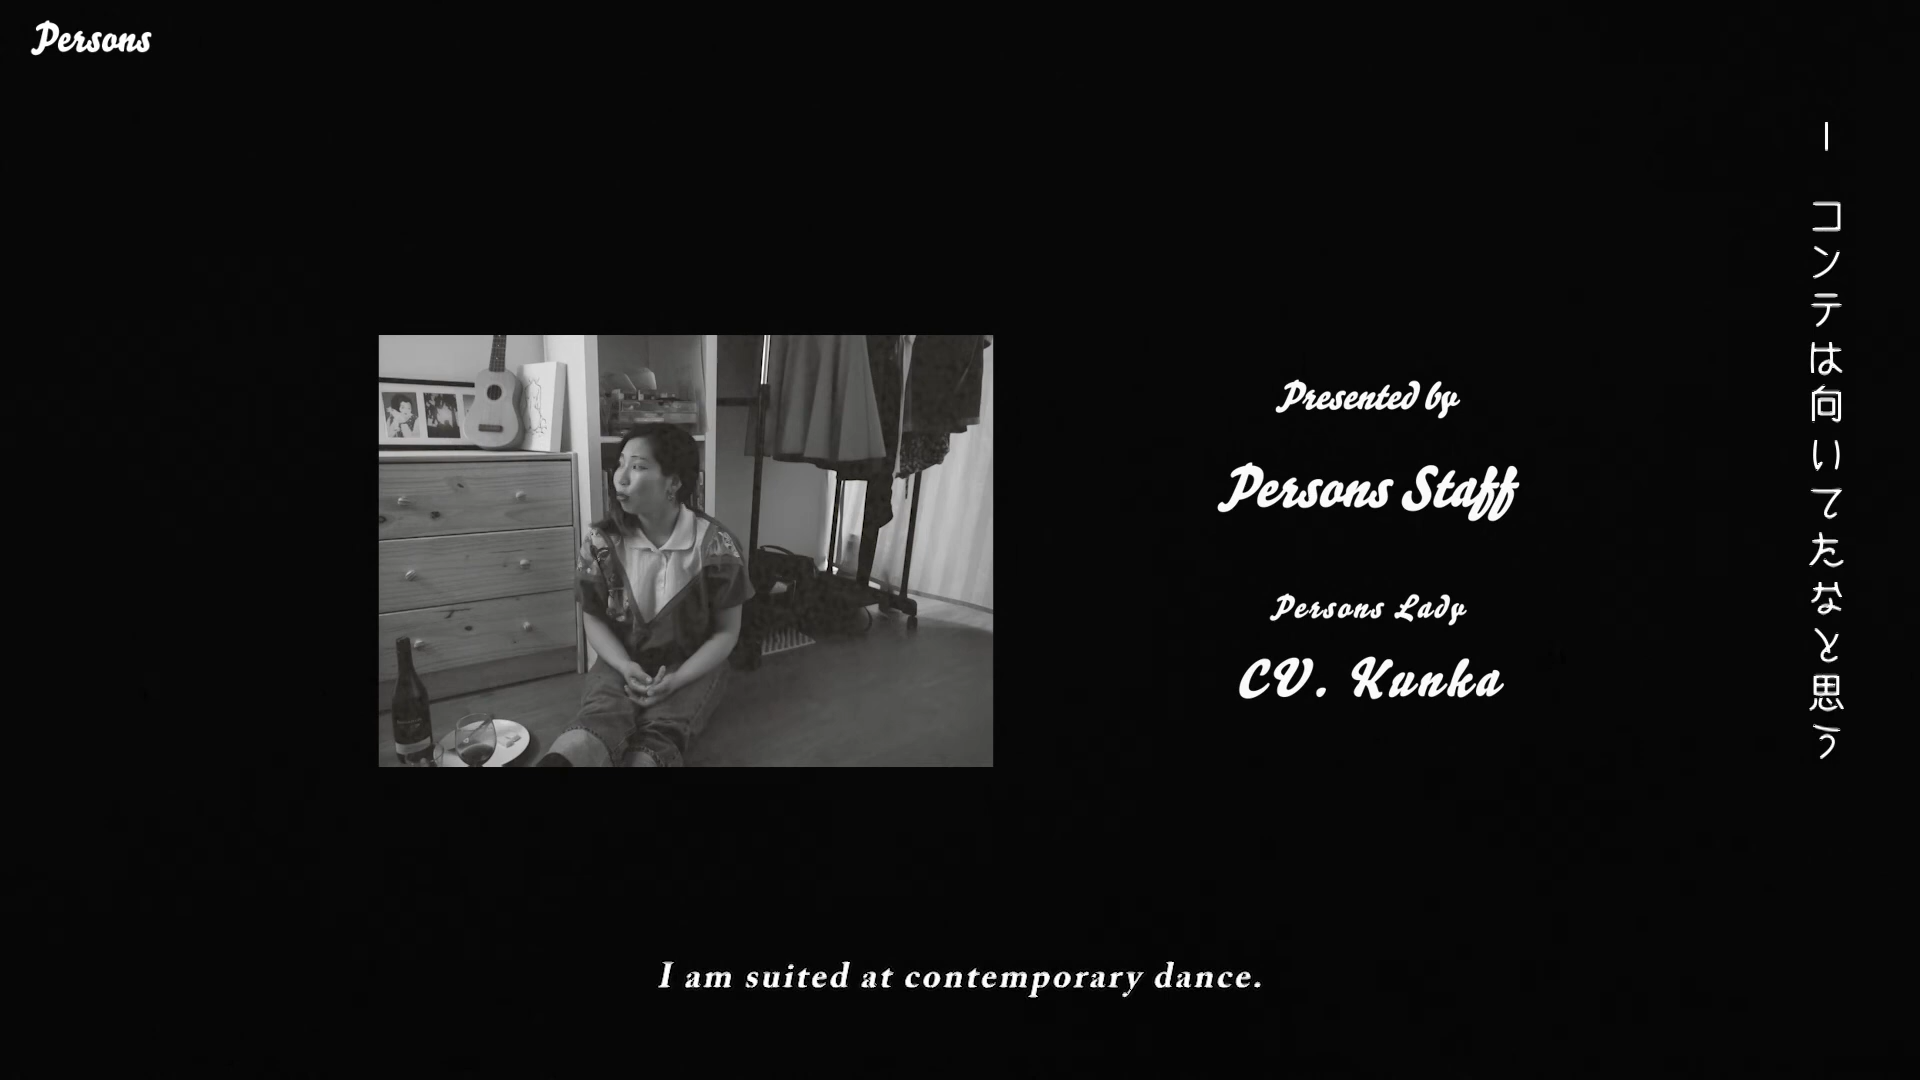 Persons
ー コンテは向いてたなと思う
Presented by
Persons Staff
Persons Lady
CV. Kunka
I am suited at contemporary dance.